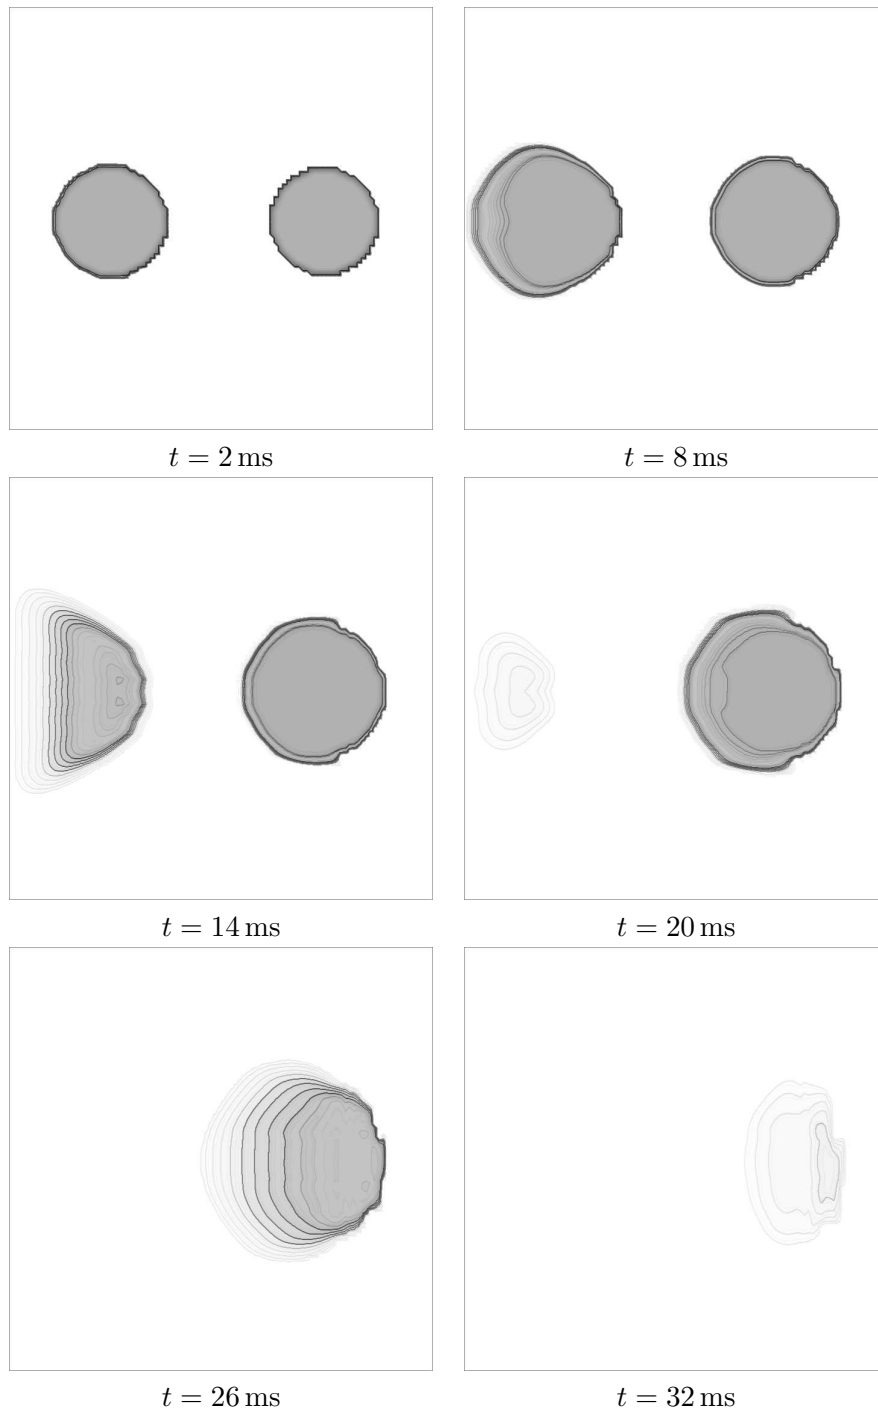 t = 2 ms
t = 8 ms
t = 14 ms
t = 20 ms
t = 26 ms
t = 32 ms